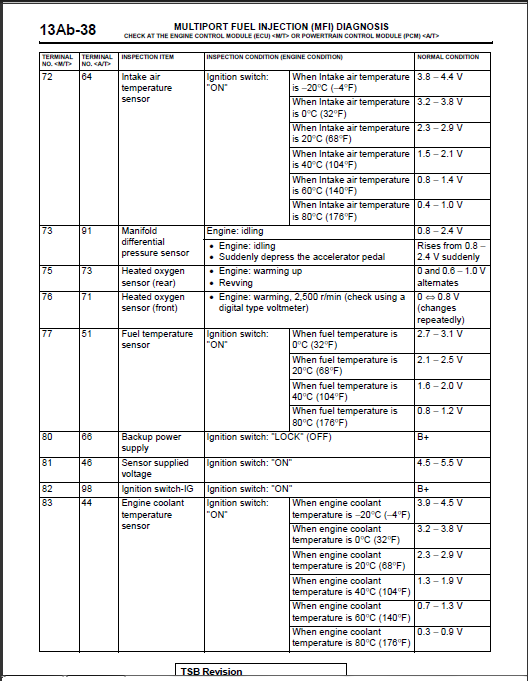 13Ab-38
MULTIPORT FUEL INJECTION (MFI) DIAGNOSIS
CHECK AT THE ENGINE CONTROL MODULE (ECU) <M/T> OR POWERTRAIN CONTROL MODULE (PCM) <A/T>
TERMINAL NO. <M/T> TERMINAL NO. <A/T> INSPECTION ITEM INSPECTION CONDITION (ENGINE CONDITION) NORMAL CONDITION
72 64 Intake air temperature sensor Ignition switch: "ON" When Intake air temperature is –20°C (–4°F) 3.8 – 4.4 V
When Intake air temperature is 0°C (32°F) 3.2 – 3.8 V
When Intake air temperature is 20°C (68°F) 2.3 – 2.9 V
When Intake air temperature is 40°C (104°F) 1.5 – 2.1 V
When Intake air temperature is 60°C (140°F) 0.8 – 1.4 V
When Intake air temperature is 80°C (176°F) 0.4 – 1.0 V
73 91 Manifold differential pressure sensor Engine: idling 0.8 – 2.4 V
• Engine: idling
• Suddenly depress the accelerator pedal Rises from 0.8 – 2.4 V suddenly
75 73 Heated oxygen sensor (rear) • Engine: warming up
• Revving 0 and 0.6 – 1.0 V alternates
76 71 Heated oxygen sensor (front) • Engine: warming, 2,500 r/min (check using a digital type voltmeter) 0 ⇔ 0.8 V (changes repeatedly)
77 51 Fuel temperature sensor Ignition switch: "ON" When fuel temperature is 0°C (32°F) 2.7 – 3.1 V
When fuel temperature is 20°C (68°F) 2.1 – 2.5 V
When fuel temperature is 40°C (104°F) 1.6 – 2.0 V
When fuel temperature is 80°C (176°F) 0.8 – 1.2 V
80 66 Backup power supply Ignition switch: "LOCK" (OFF) B+
81 46 Sensor supplied voltage Ignition switch: "ON" 4.5 – 5.5 V
82 98 Ignition switch-IG Ignition switch: "ON" B+
83 44 Engine coolant temperature sensor Ignition switch: "ON" When engine coolant temperature is –20°C (–4°F) 3.9 – 4.5 V
When engine coolant temperature is 0°C (32°F) 3.2 – 3.8 V
When engine coolant temperature is 20°C (68°F) 2.3 – 2.9 V
When engine coolant temperature is 40°C (104°F) 1.3 – 1.9 V
When engine coolant temperature is 60°C (140°F) 0.7 – 1.3 V
When engine coolant temperature is 80°C (176°F) 0.3 – 0.9 V
TSB Revision